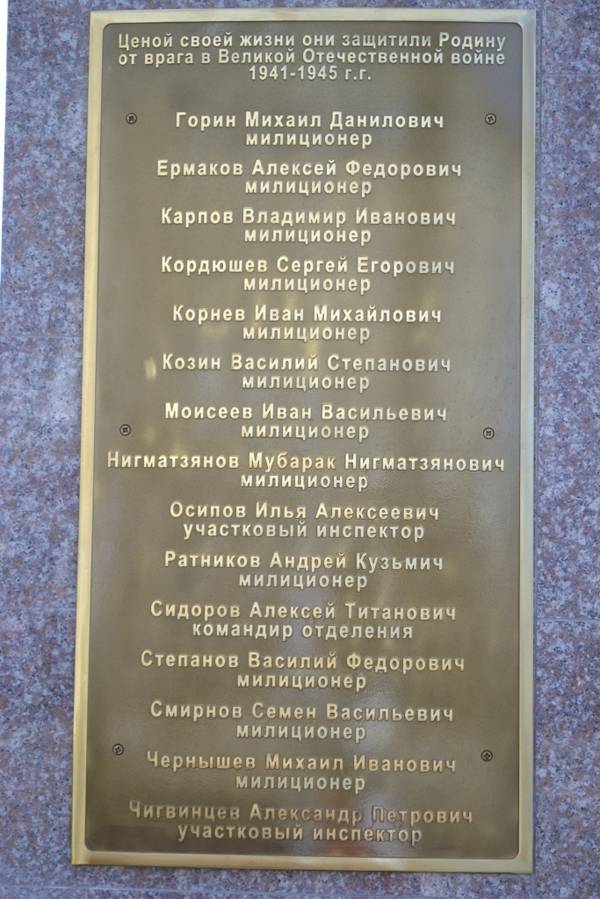 Ценой своей жизни они защитили Родину
от врага в Великой Отечественной войне
1941-1945 г.г.
Горин Михаил Данилович
милиционер
Ермаков Алексей Федорович
милиционер
Карпов Владимир Иванович
милиционер
Кордюшев Сергей Егорович
милиционер
Корнев Иван Михайлович
милиционер
Козин Василий Степанович
милиционер
Моисеев Иван Васильевич
милиционер
Нигматзянов Мубарак Нигматзянович
милиционер
Осипов Илья Алексеевич
участковый инспектор
Ратников Андрей Кузьмич
милиционер
Сидоров Алексей Титанович
командир отделения
Степанов Василий Федорович
милиционер
Смирнов Семен Васильевич
милиционер
Чернышев Михаил Иванович
милиционер
Чигвинцев Александр Петрович
участковый инспектор